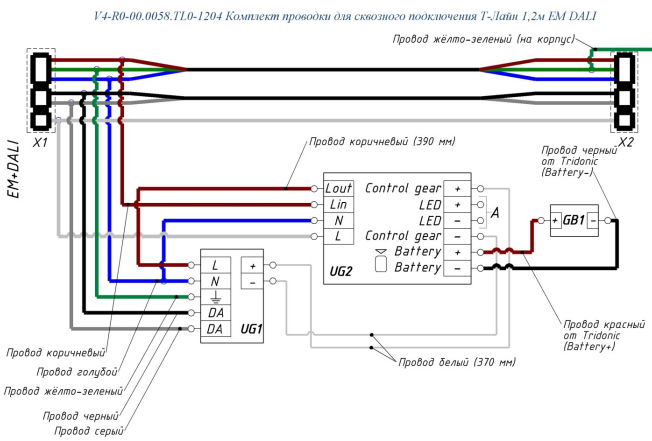 V4-R0-00.0058.TL0-1204 Комплект проводки для сквозного подключения Т-Лайн 1,2м EM DALI
Провод жёлто-зеленый (на корпус)
X1
X2
EM+DALI
Провод коричневый (390 мм)
Провод черный
от Tridonic
(Battery-)
Lout Control gear +
Lin LED +
N LED -
L Control gear -
Battery +
Battery -
UG2
A
+ GB1 -
L +
N -
DA
DA UG1
Провод красный
от Tridonic
(Battery+)
Провод белый (370 мм)
Провод коричневый
Провод голубой
Провод жёлто-зеленый
Провод черный
Провод серый